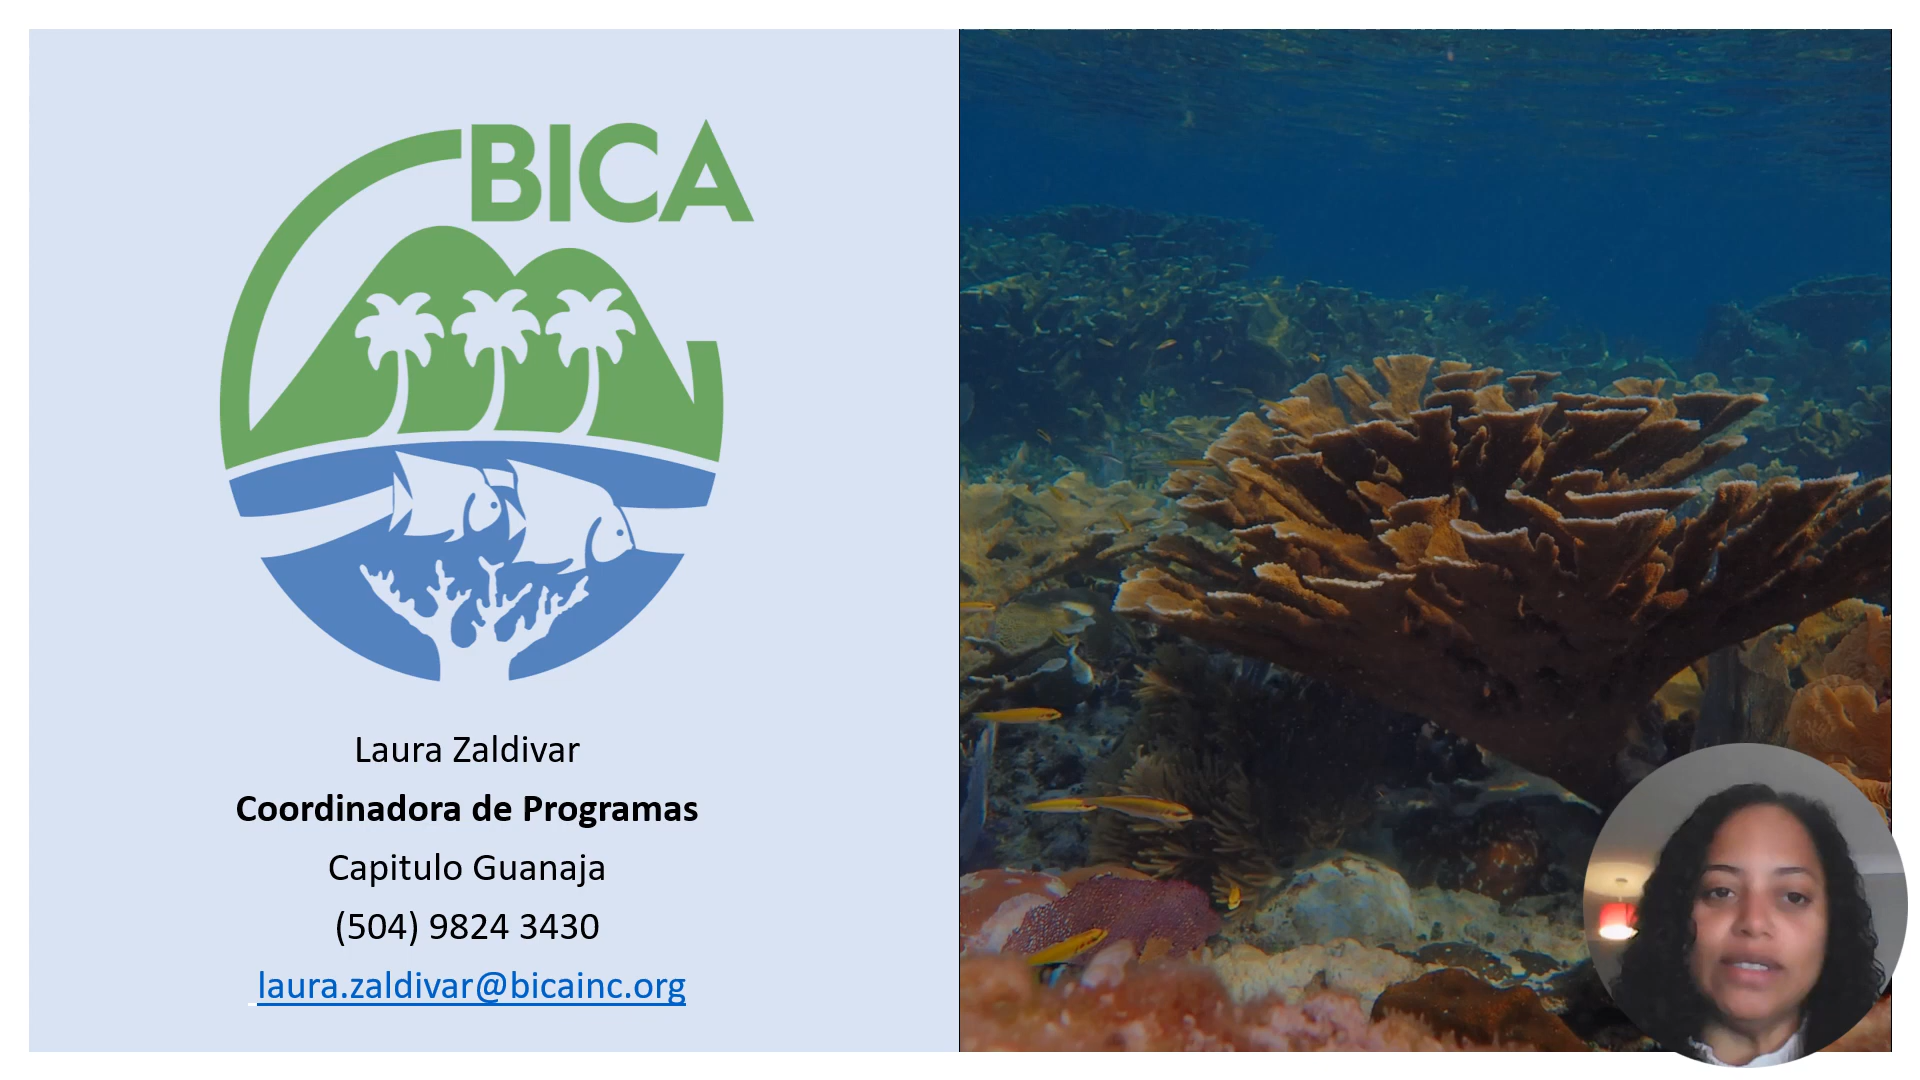 BICA
Laura Zaldivar
Coordinadora de Programas
Capitulo Guanaja
(504) 9824 3430
laura.zaldivar@bicainc.org